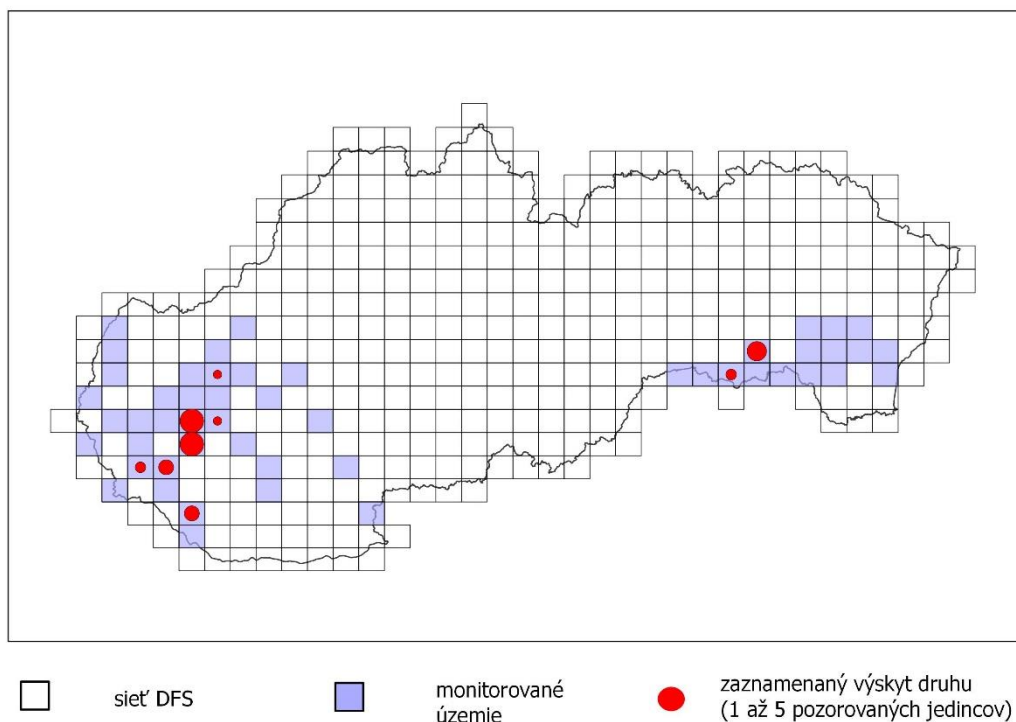 sieť DFS
monitorované
územie
zaznamenaný výskyt druhu
(1 až 5 pozorovaných jedincov)